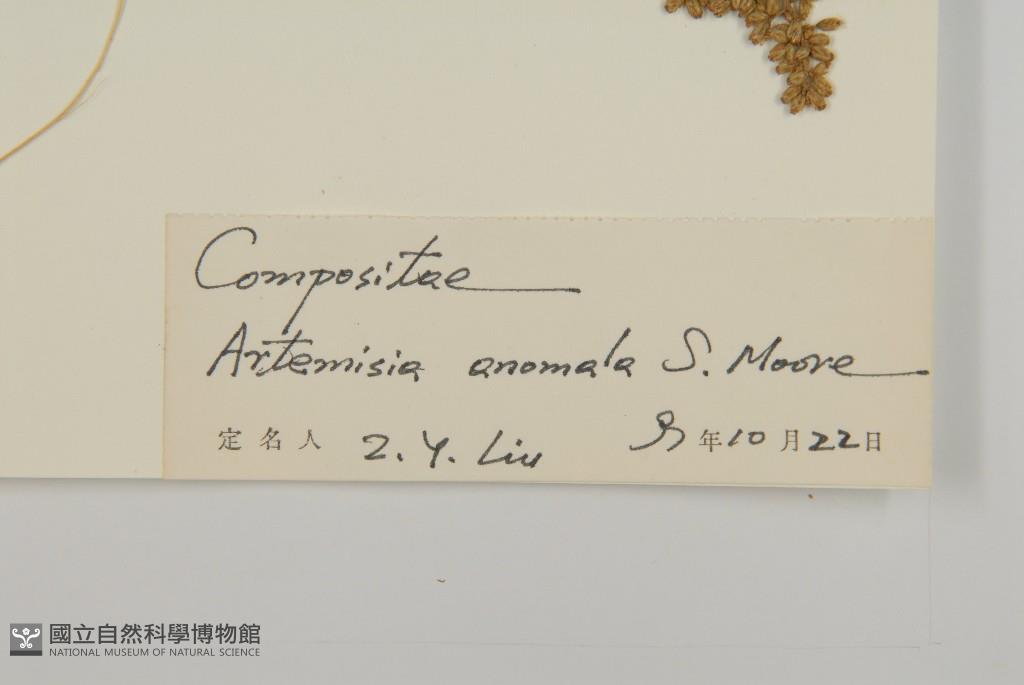 Compositae
Artemisia anomala S. Moore
定名人 Z. Y. Liu 年10月22日
國立自然科學博物館
NATIONAL MUSEUM OF NATURAL SCIENCE